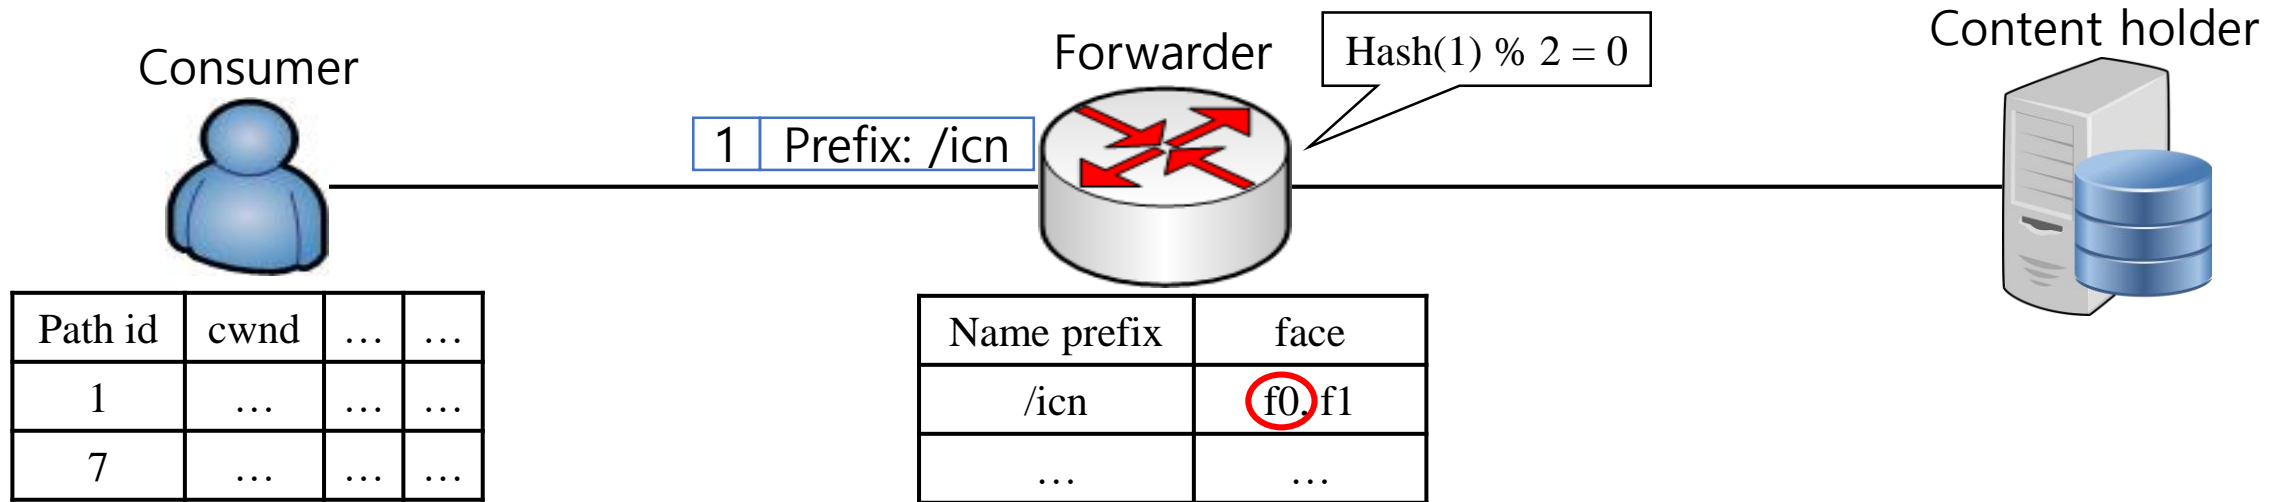 Consumer
Forwarder
Hash(1) % 2 = 0
Content holder
1 Prefix: /icn
Path id cwnd … …
1 … … …
7 … … …
Name prefix face
/icn f0, f1
… …